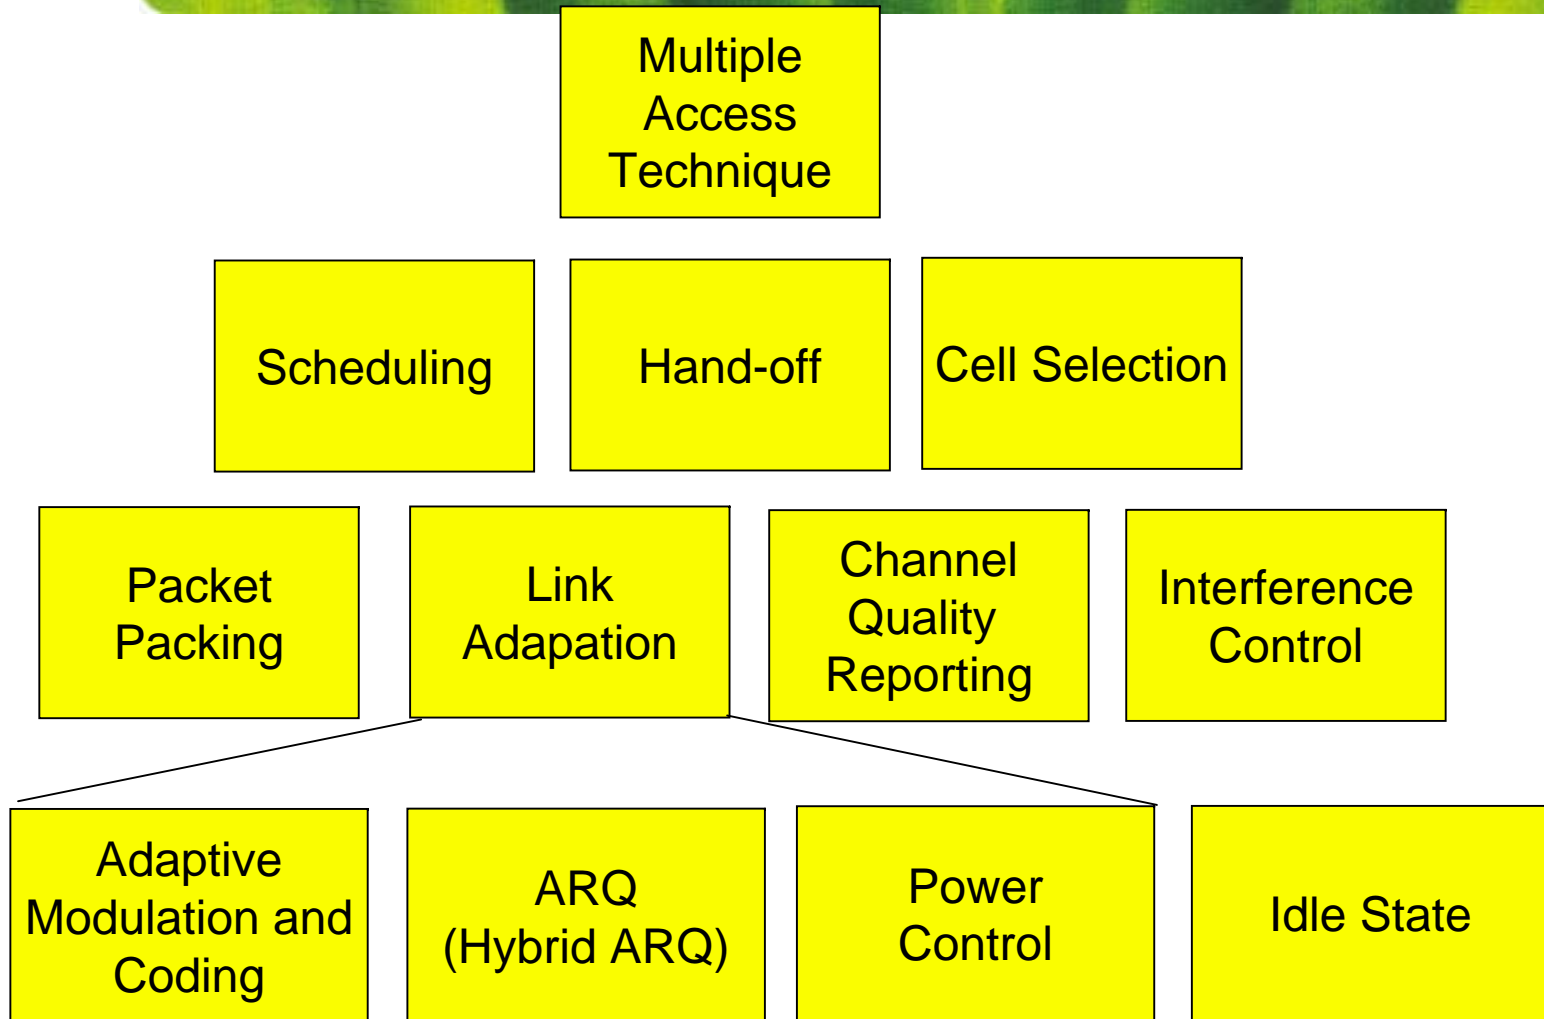 Multiple
Access
Technique
Scheduling
Hand-off
Cell Selection
Packet
Packing
Link
Adapation
Channel
Quality
Reporting
Interference
Control
Adaptive
Modulation and
Coding
ARQ
(Hybrid ARQ)
Power
Control
Idle State